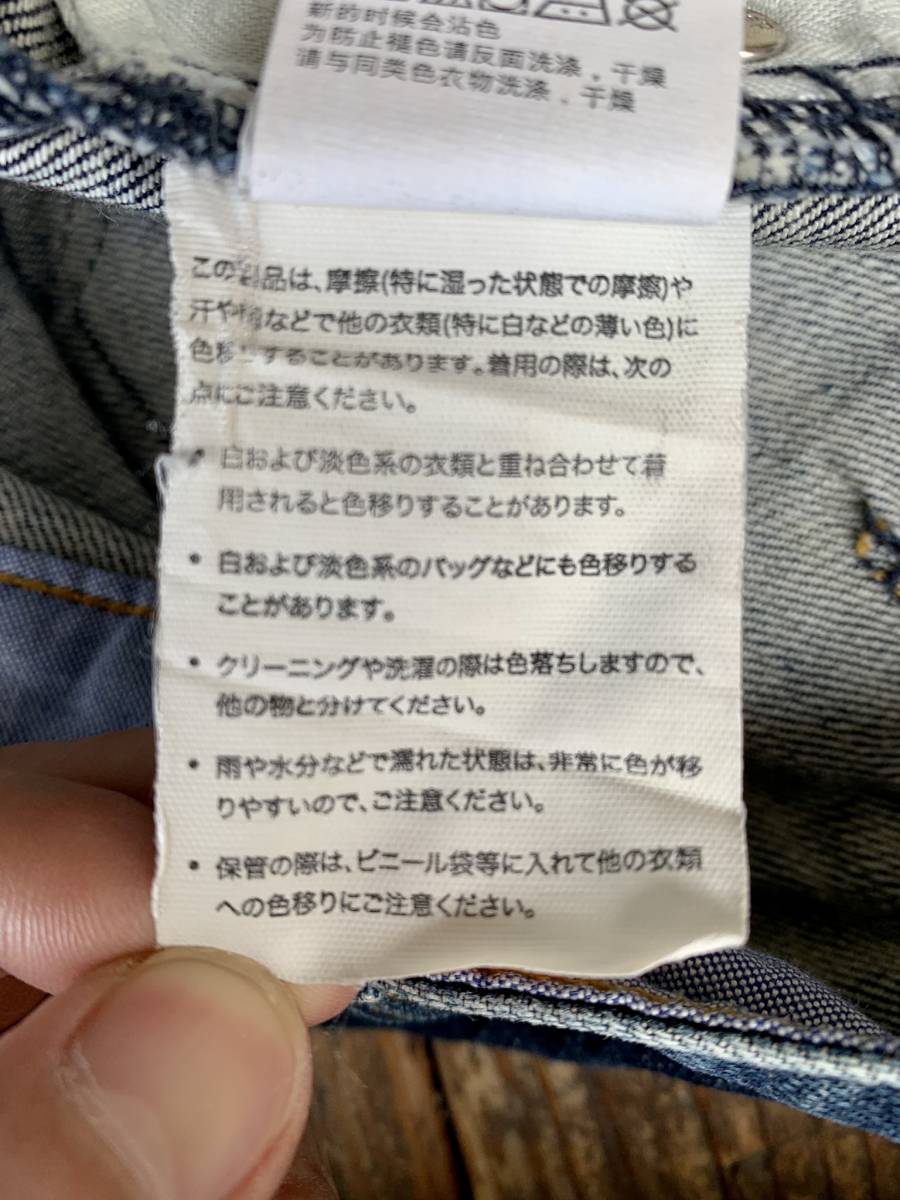 新的时候会沾色
为防止褪色请反面洗涤，干燥
请与同类色衣物洗涤，干燥
この製品は、摩擦(特に湿った状態での摩擦)や
汗や雨などで他の衣類(特に白などの薄い色)に
色移りすることがあります。着用の際は、次の
点にご注意ください。
• 白および淡色系の衣類と重ね合わせて着
用されると色移りすることがあります。
• 白および淡色系のバッグなどにも色移りする
ことがあります。
• クリーニングや洗濯の際は色落ちしますので、
他の物と分けてください。
• 雨や水分などで濡れた状態は、非常に色が移
りやすいので、ご注意ください。
• 保管の際は、ビニール袋等に入れて他の衣類
への色移りにご注意ください。